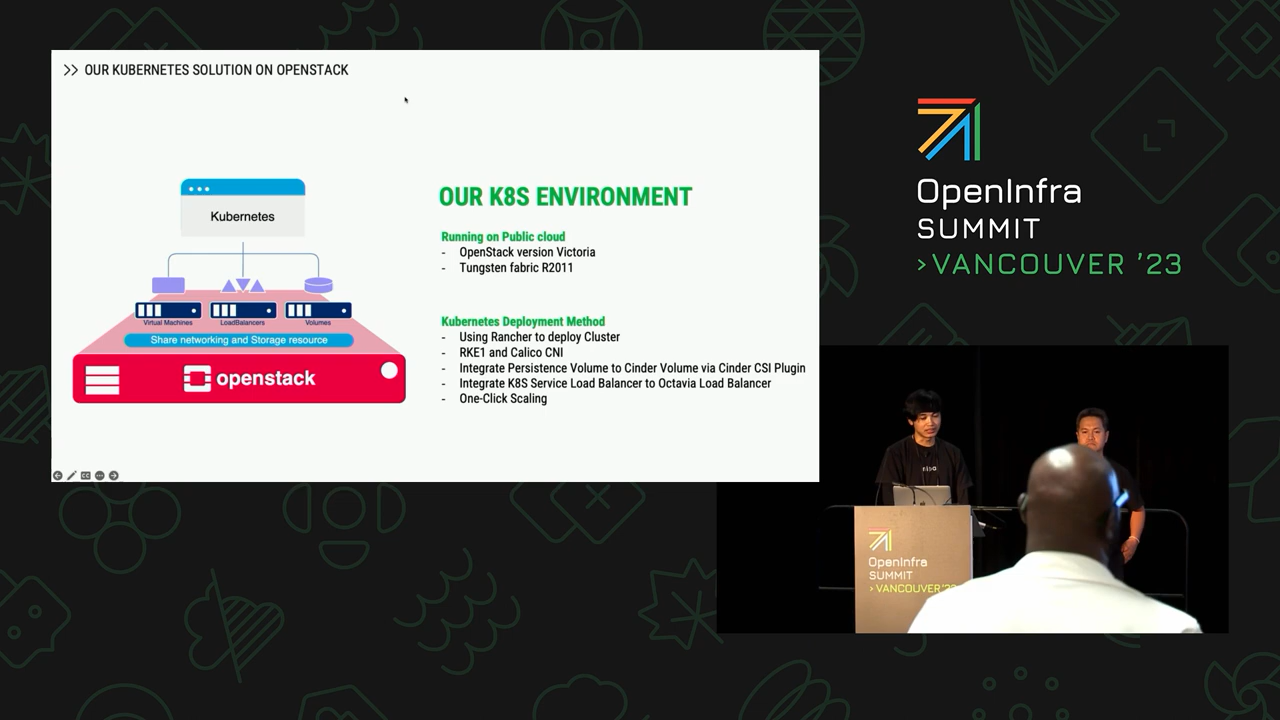 >> OUR KUBERNETES SOLUTION ON OPENSTACK
Kubernetes
Virtual Machines
LoadBalancers
Volumes
Share networking and Storage resource
openstack
OUR K8S ENVIRONMENT
Running on Public cloud
- OpenStack version Victoria
- Tungsten fabric R2011
Kubernetes Deployment Method
- Using Rancher to deploy Cluster
- RKE1 and Calico CNI
- Integrate Persistence Volume to Cinder Volume via Cinder CSI Plugin
- Integrate K8S Service Load Balancer to Octavia Load Balancer
- One-Click Scaling
OpenInfra
SUMMIT
>VANCOUVER '23
OpenInfra
SUMMIT
> VANCOUVER